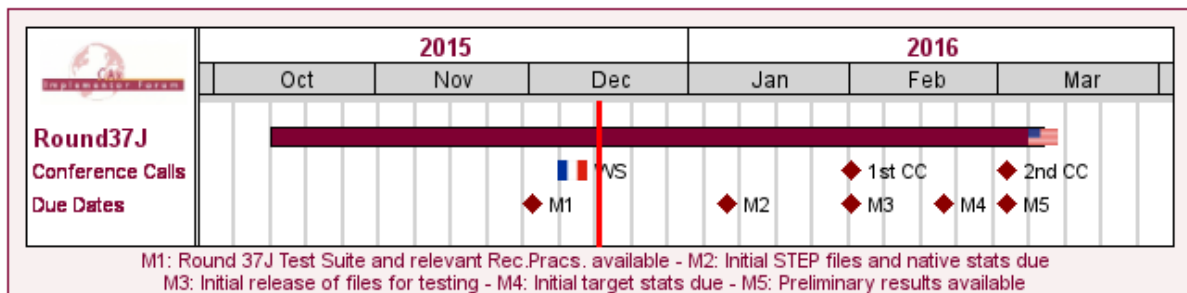 2015 2016
CAx
Implementor Forum
Oct Nov Dec Jan Feb Mar
Round37J
Conference Calls WS 1st CC 2nd CC
Due Dates M1 M2 M3 M4 M5
M1: Round 37J Test Suite and relevant Rec.Pracs. available - M2: Initial STEP files and native stats due
M3: Initial release of files for testing - M4: Initial target stats due - M5: Preliminary results available